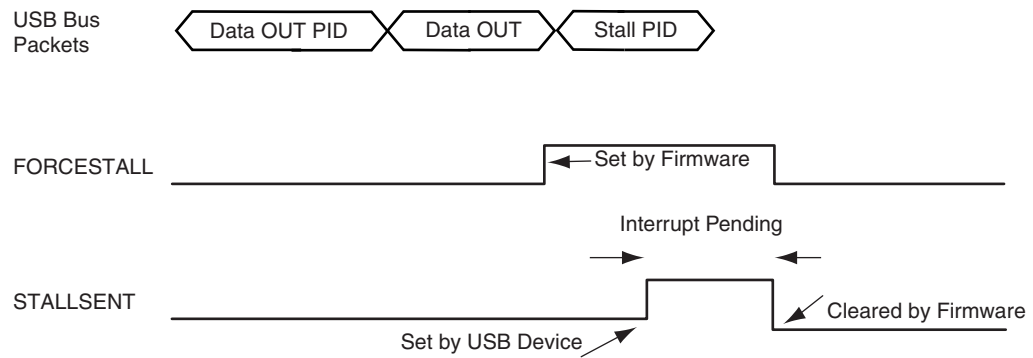 USB Bus
Packets
Data OUT PID
Data OUT
Stall PID
FORCESTALL
Set by Firmware
Interrupt Pending
STALLSENT
Cleared by Firmware
Set by USB Device